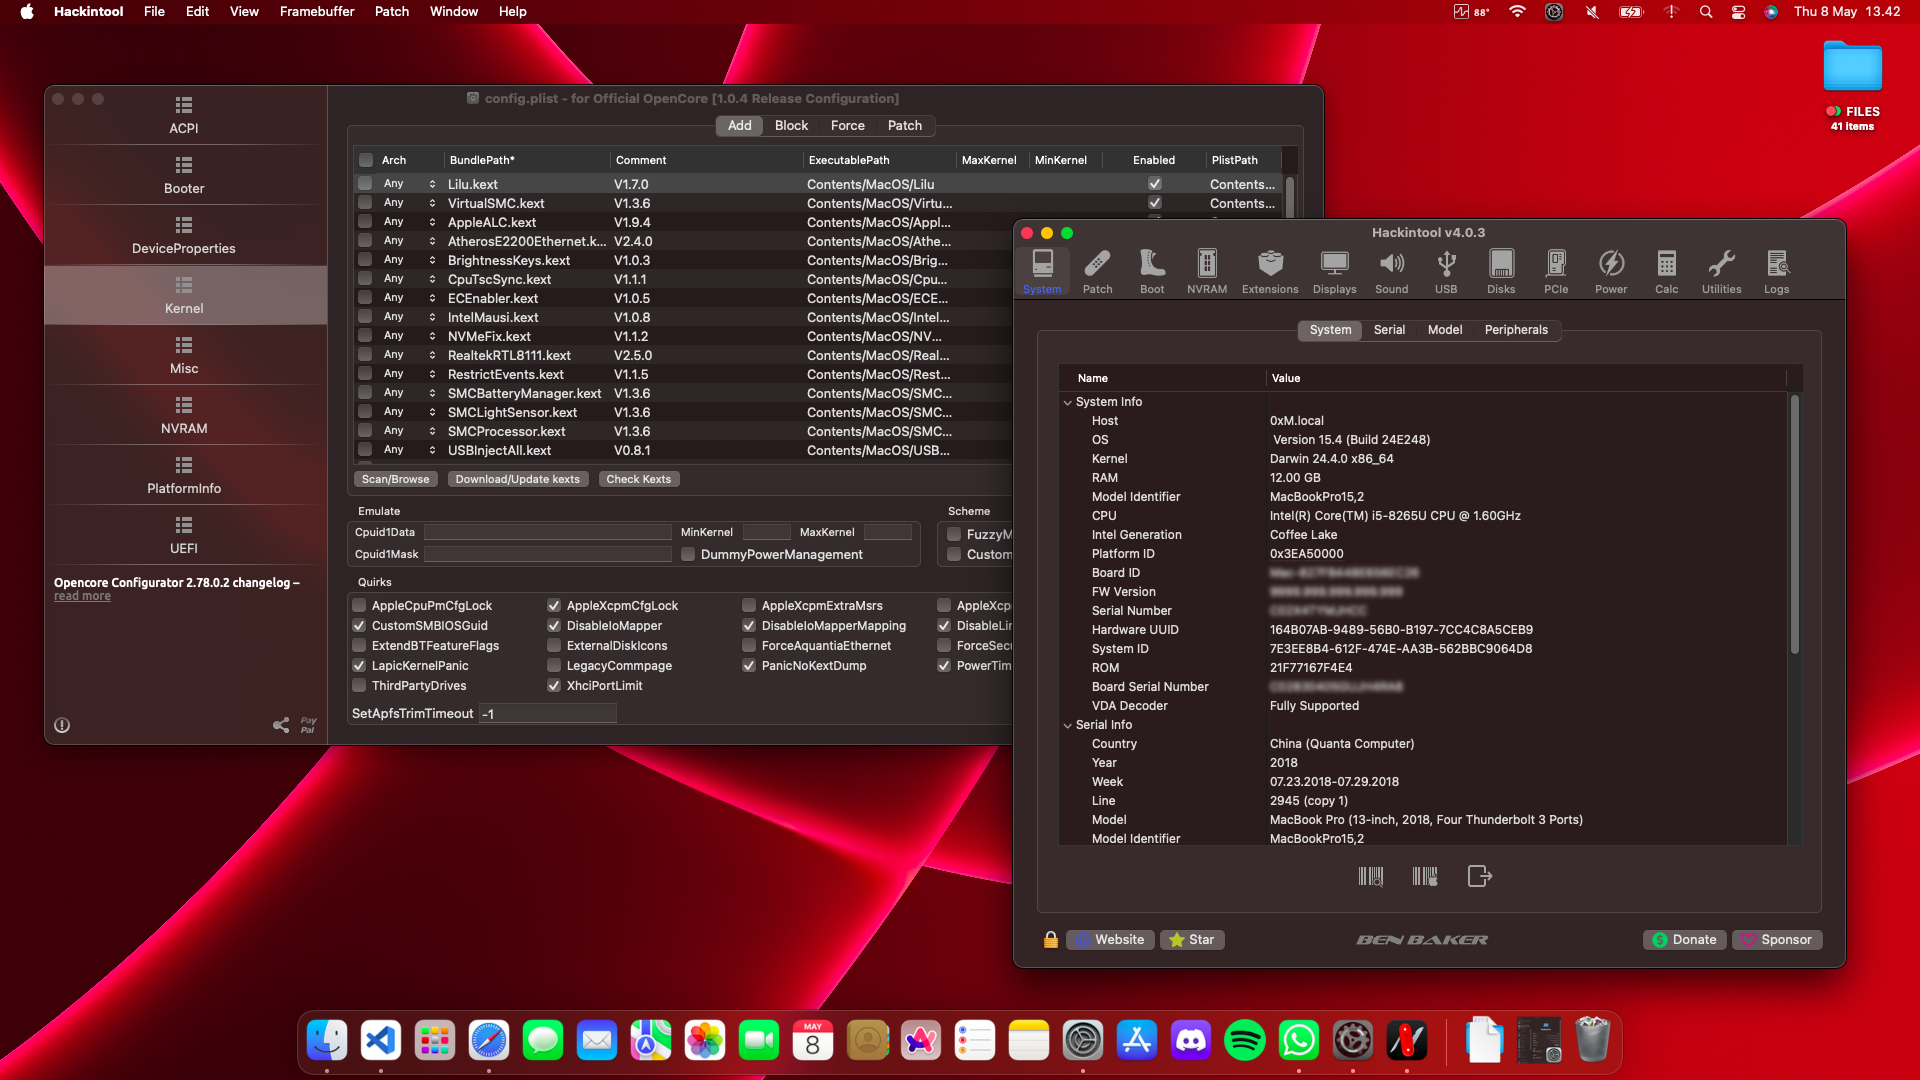 Hackintool File Edit View Framebuffer Patch Window Help
88° Thu 8 May 13.42
FILES
41 items
config.plist - for Official OpenCore [1.0.4 Release Configuration]
ACPI
Booter
DeviceProperties
Kernel
Misc
NVRAM
PlatformInfo
UEFI
Opencore Configurator 2.78.0.2 changelog –
read more
Pay
Pal
Add Block Force Patch
Arch BundlePath* Comment ExecutablePath MaxKernel MinKernel Enabled PlistPath
Any Lilu.kext V1.7.0 Contents/MacOS/Lilu Contents...
Any VirtualSMC.kext V1.3.6 Contents/MacOS/Virtu... Contents...
Any AppleALC.kext V1.9.4 Contents/MacOS/Appl...
Any AtherosE2200Ethernet.k... V2.4.0 Contents/MacOS/Athe...
Any BrightnessKeys.kext V1.0.3 Contents/MacOS/Brig...
Any CpuTscSync.kext V1.1.1 Contents/MacOS/Cpu...
Any ECEnabler.kext V1.0.5 Contents/MacOS/ECE...
Any IntelMausi.kext V1.0.8 Contents/MacOS/Intel...
Any NVMeFix.kext V1.1.2 Contents/MacOS/NV...
Any RealtekRTL8111.kext V2.5.0 Contents/MacOS/Real...
Any RestrictEvents.kext V1.1.5 Contents/MacOS/Rest...
Any SMCBatteryManager.kext V1.3.6 Contents/MacOS/SMC...
Any SMCLightSensor.kext V1.3.6 Contents/MacOS/SMC...
Any SMCProcessor.kext V1.3.6 Contents/MacOS/SMC...
Any USBInjectAll.kext V0.8.1 Contents/MacOS/USB...
Scan/Browse Download/Update kexts Check Kexts
Emulate Scheme
Cpuid1Data MinKernel MaxKernel FuzzyM
Cpuid1Mask DummyPowerManagement Custom
Quirks
AppleCpuPmCfgLock AppleXcpmCfgLock AppleXcpmExtraMsrs AppleXcp
CustomSMBIOSGuid DisableIoMapper DisableIoMapperMapping DisableLi
ExtendBTFeatureFlags ExternalDiskIcons ForceAquantiaEthernet ForceSec
LapicKernelPanic LegacyCommpage PanicNoKextDump PowerTim
ThirdPartyDrives XhciPortLimit
SetApfsTrimTimeout -1
Hackintool v4.0.3
System Patch Boot NVRAM Extensions Displays Sound USB Disks PCIe Power Calc Utilities Logs
System Serial Model Peripherals
Name Value
System Info
Host 0xM.local
OS Version 15.4 (Build 24E248)
Kernel Darwin 24.4.0 x86_64
RAM 12.00 GB
Model Identifier MacBookPro15,2
CPU Intel(R) Core(TM) i5-8265U CPU @ 1.60GHz
Intel Generation Coffee Lake
Platform ID 0x3EA50000
Board ID
FW Version
Serial Number
Hardware UUID 164B07AB-9489-56B0-B197-7CC4C8A5CEB9
System ID 7E3EE8B4-612F-474E-AA3B-562BBC9064D8
ROM 21F77167F4E4
Board Serial Number
VDA Decoder Fully Supported
Serial Info
Country China (Quanta Computer)
Year 2018
Week 07.23.2018-07.29.2018
Line 2945 (copy 1)
Model MacBook Pro (13-inch, 2018, Four Thunderbolt 3 Ports)
Model Identifier MacBookPro15,2
Website Star BEN BAKER Donate Sponsor
MAY
8